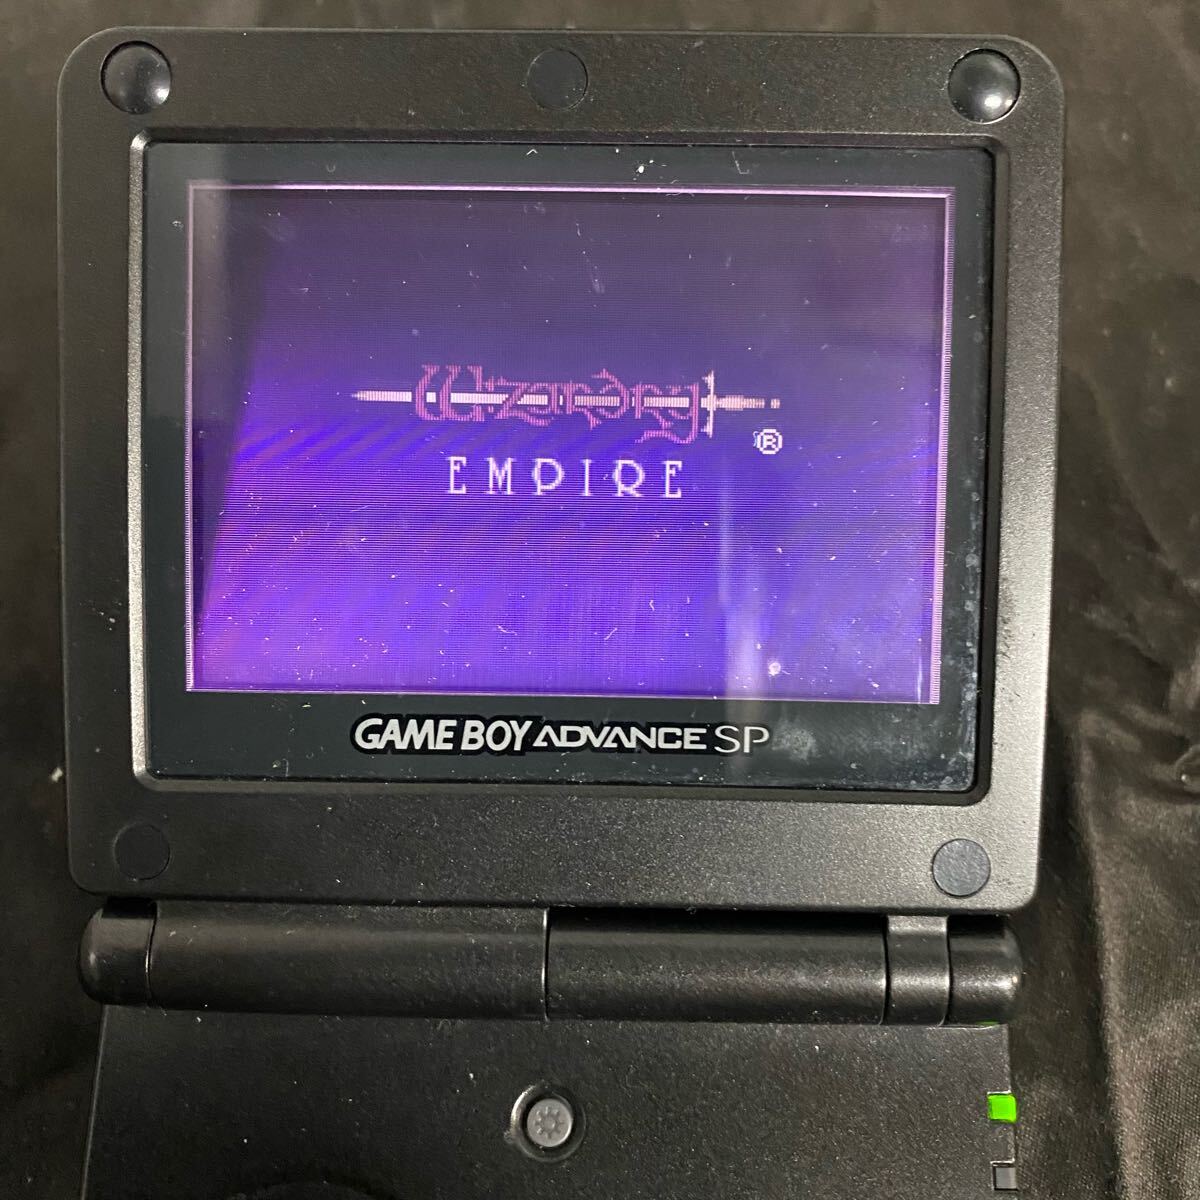 Wizardry
®
EMPIRE
GAME BOY ADVANCE SP